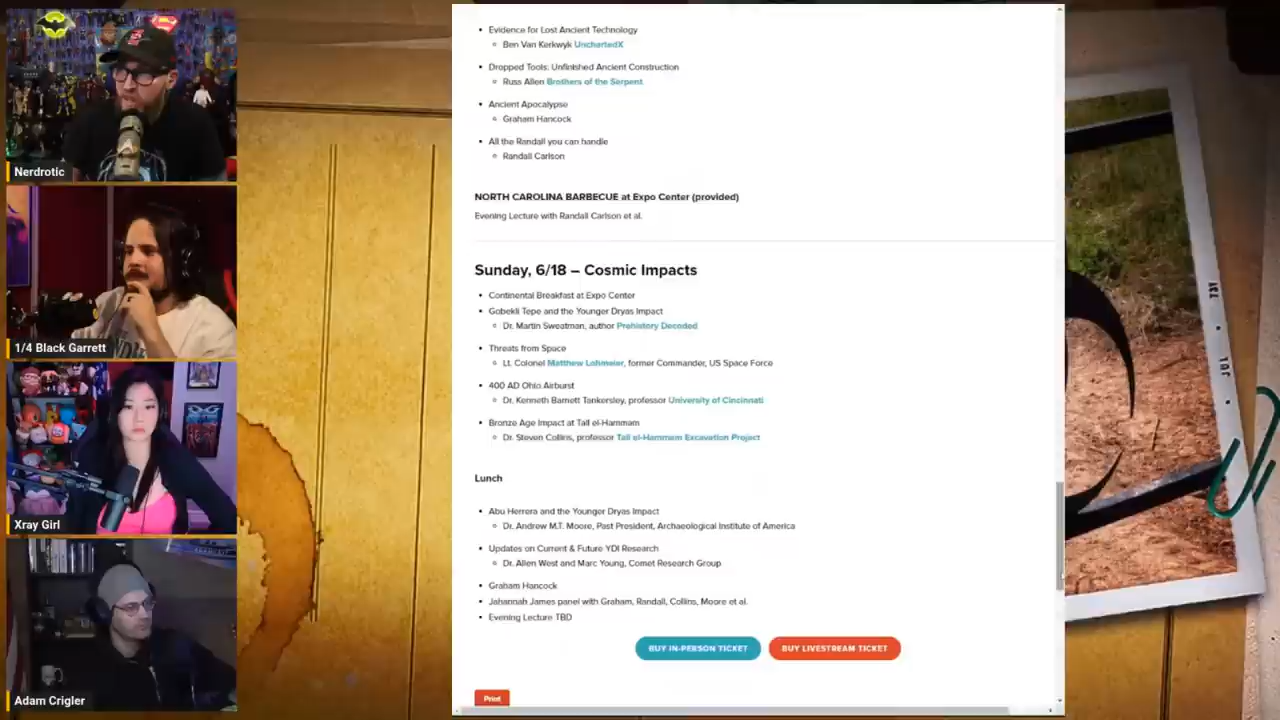 Evidence for Lost Ancient Technology
Ben Van Kerkwyk UnchartedX
Dropped Tools: Unfinished Ancient Construction
Russ Allen Brothers of the Serpent
Ancient Apocalypse
Graham Hancock
All the Randall you can handle
Randall Carlson
NORTH CAROLINA BARBECUE at Expo Center (provided)
Evening Lecture with Randall Carlson et al.
Sunday, 6/18 – Cosmic Impacts
Continental Breakfast at Expo Center
Gobekli Tepe and the Younger Dryas Impact
Dr. Martin Sweatman, author Prehistory Decoded
Threats from Space
Lt. Colonel Matthew Lohmeier, former Commander, US Space Force
400 AD Ohio Airburst
Dr. Kenneth Barnett Tankersley, professor University of Cincinnati
Bronze Age Impact at Tall el-Hammam
Dr. Steven Collins, professor Tall el-Hammam Excavation Project
Lunch
Abu Herrera and the Younger Dryas Impact
Dr. Andrew M.T. Moore, Past President, Archaeological Institute of America
Updates on Current & Future YDI Research
Dr. Allen West and Marc Young, Comet Research Group
Graham Hancock
Jahannah James panel with Graham, Randall, Collins, Moore et al.
Evening Lecture TBD
BUY IN-PERSON TICKET
BUY LIVESTREAM TICKET
Print
Nerdrotic
1/4 Black Garrett
Xray Girl
Adam Crigler